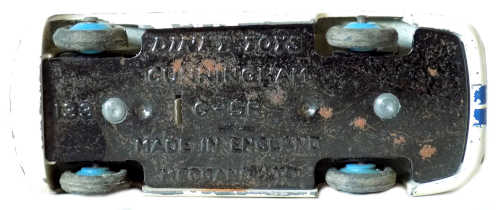 DINKY TOYS
CUNNINGHAM
133 C-5R
MADE IN ENGLAND
MECCANO LTD